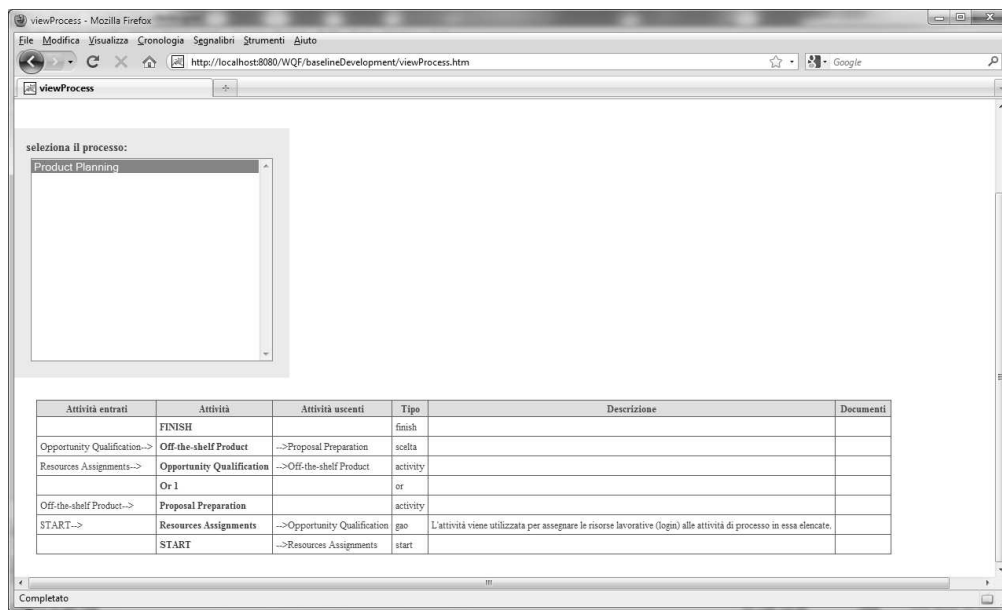 viewProcess - Mozilla Firefox
File Modifica Visualizza Cronologia Segnalibri Strumenti Aiuto
http://localhost:8080/WQF/baselineDevelopment/viewProcess.htm Google
viewProcess
seleziona il processo:
Product Planning
Attività entrati Attività Attività uscenti Tipo Descrizione Documenti
FINISH finish
Opportunity Qualification--> Off-the-shelf Product -->Proposal Preparation scelta
Resources Assignments--> Opportunity Qualification -->Off-the-shelf Product activity
Or 1 or
Off-the-shelf Product--> Proposal Preparation activity
START--> Resources Assignments -->Opportunity Qualification gao L'attività viene utilizzata per assegnare le risorse lavorative (login) alle attività di processo in essa elencate.
START -->Resources Assignments start
Completato